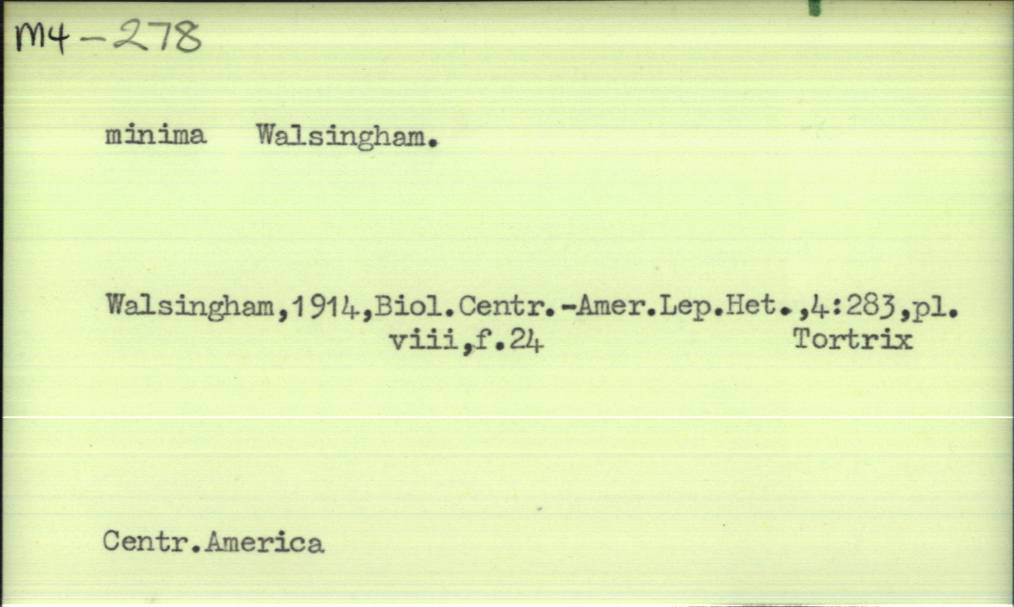 M4-278
minima Walsingham.
Walsingham,1914,Biol.Centr.-Amer.Lep.Het.,4:283,pl.
viii,f.24 Tortrix
Centr.America